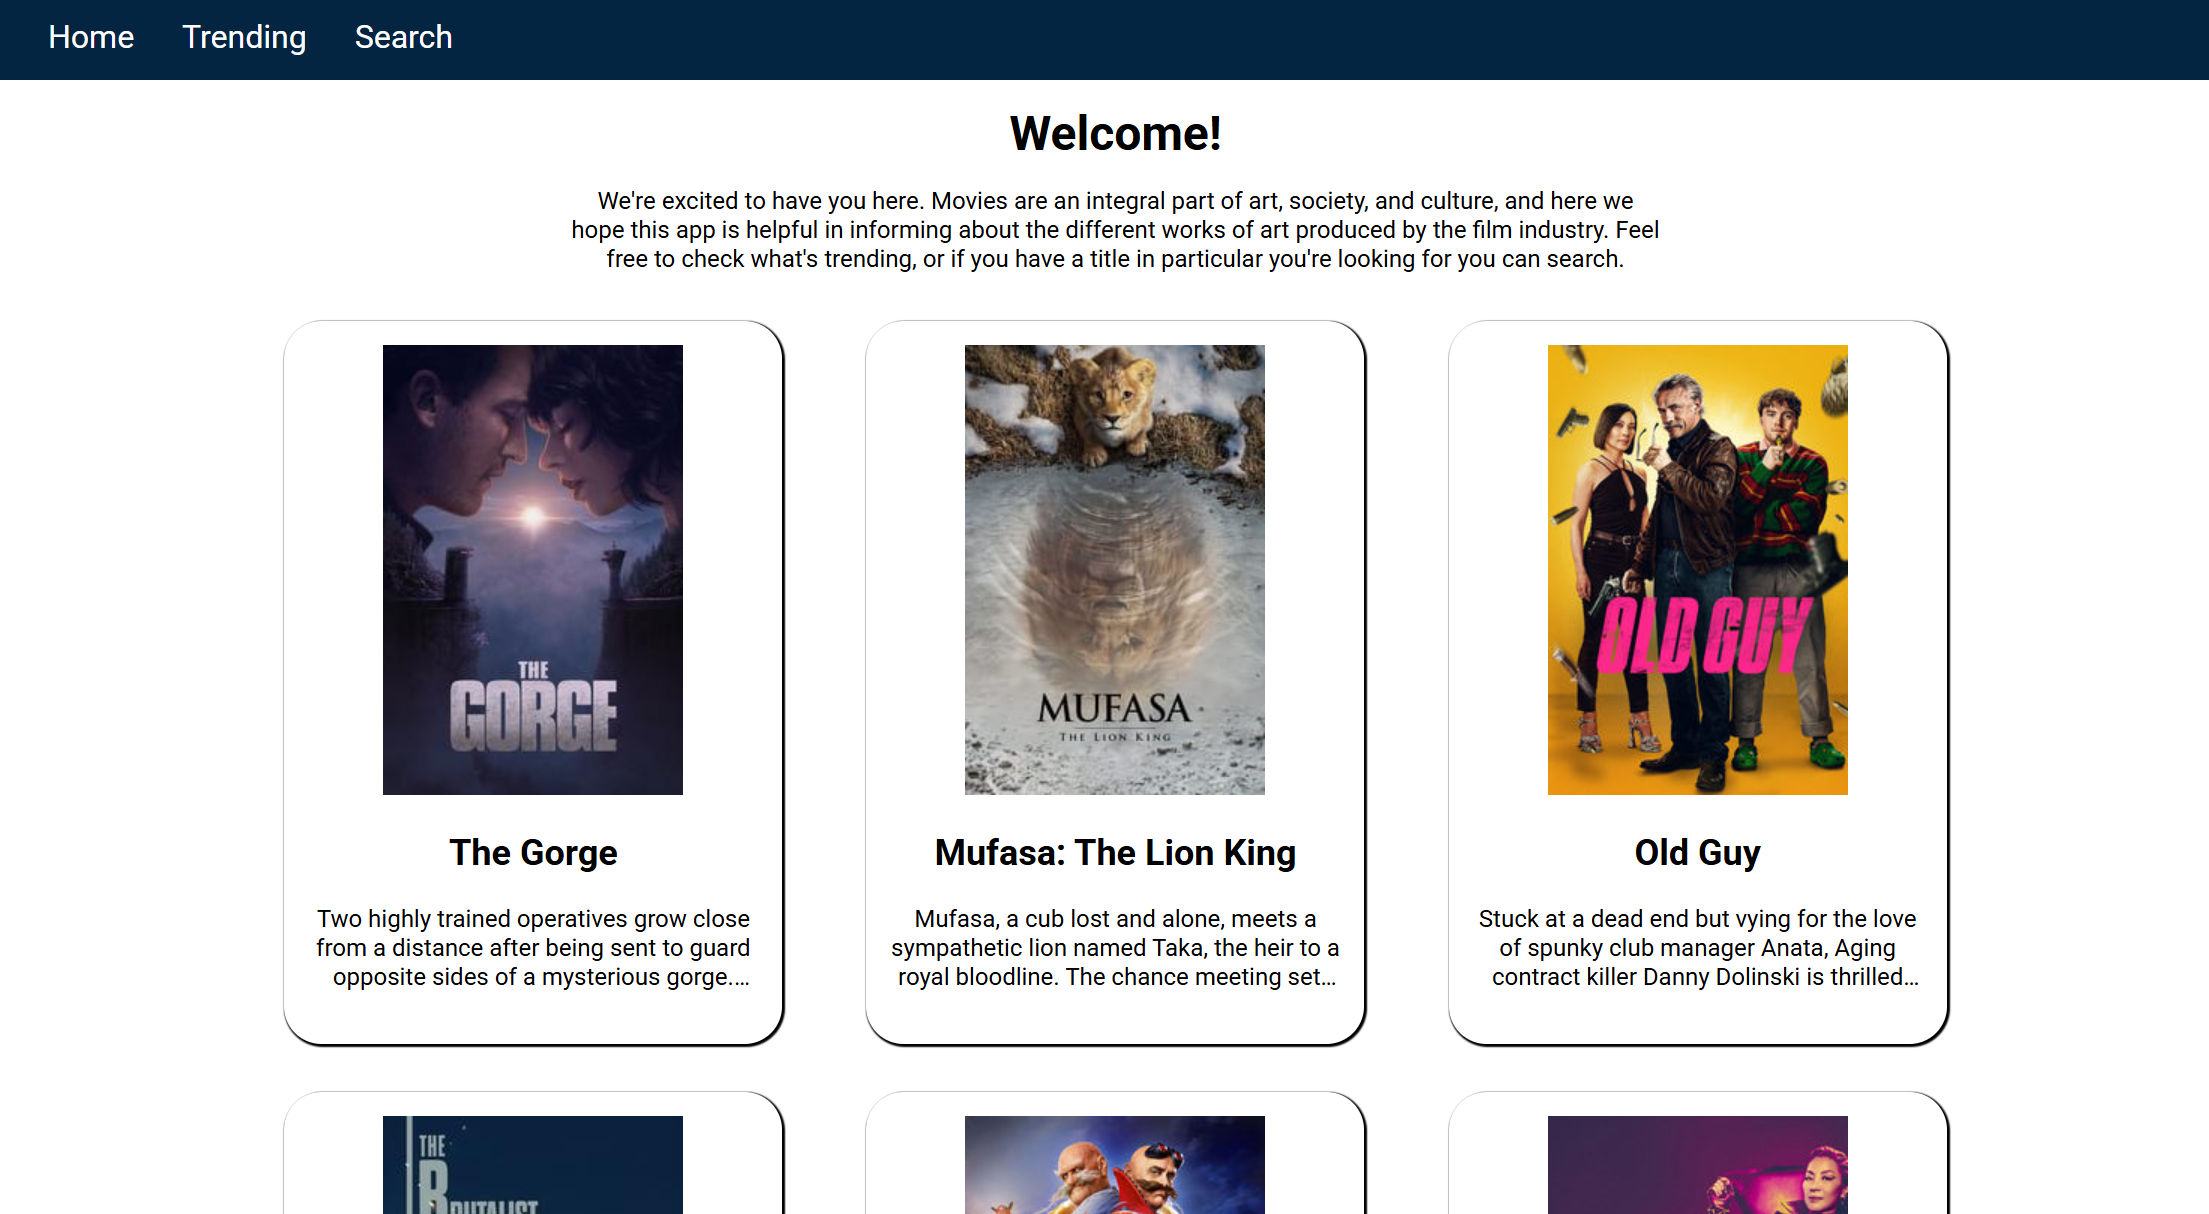 Home Trending Search
Welcome!
We're excited to have you here. Movies are an integral part of art, society, and culture, and here we
hope this app is helpful in informing about the different works of art produced by the film industry. Feel
free to check what's trending, or if you have a title in particular you're looking for you can search.
THE
GORGE
The Gorge
Two highly trained operatives grow close
from a distance after being sent to guard
opposite sides of a mysterious gorge....
MUFASA
THE LION KING
Mufasa: The Lion King
Mufasa, a cub lost and alone, meets a
sympathetic lion named Taka, the heir to a
royal bloodline. The chance meeting set...
OLD GUY
Old Guy
Stuck at a dead end but vying for the love
of spunky club manager Anata, Aging
contract killer Danny Dolinski is thrilled...
THE
BRUTALIST